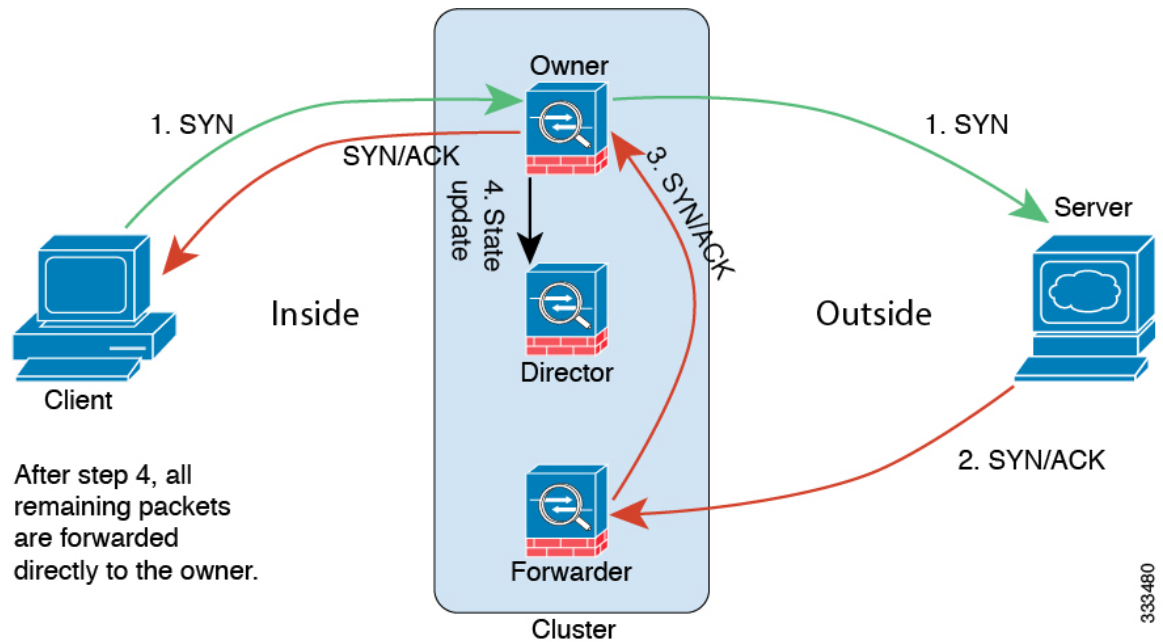 Owner
1. SYN
1. SYN
SYN/ACK
3. SYN/ACK
4. State
update
Server
Inside
Outside
Director
Client
2. SYN/ACK
After step 4, all
remaining packets
are forwarded
directly to the owner.
Forwarder
Cluster
333480